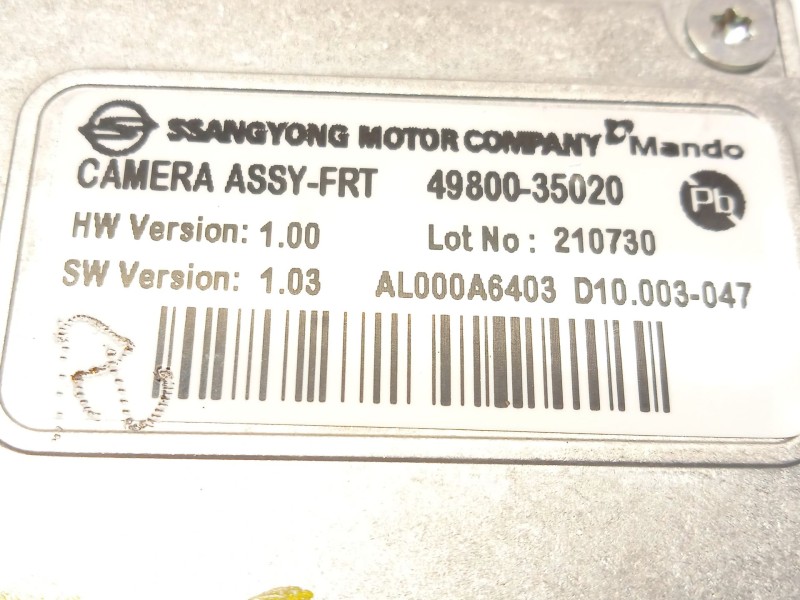 SSANGYONG MOTOR COMPANY Mando
CAMERA ASSY-FRT 49800-35020 Pb
HW Version: 1.00 Lot No : 210730
SW Version: 1.03 AL000A6403 D10.003-047
R